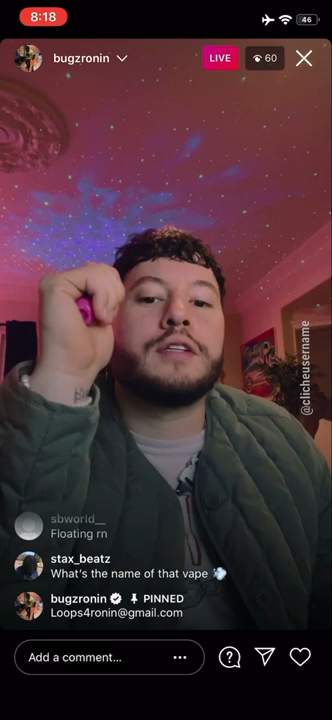 8:18
46
bugzronin
LIVE
60
@clicheusername
sbworld__
Floating rn
stax_beatz
What's the name of that vape 💨
bugzronin PINNED
Loops4ronin@gmail.com
Add a comment...